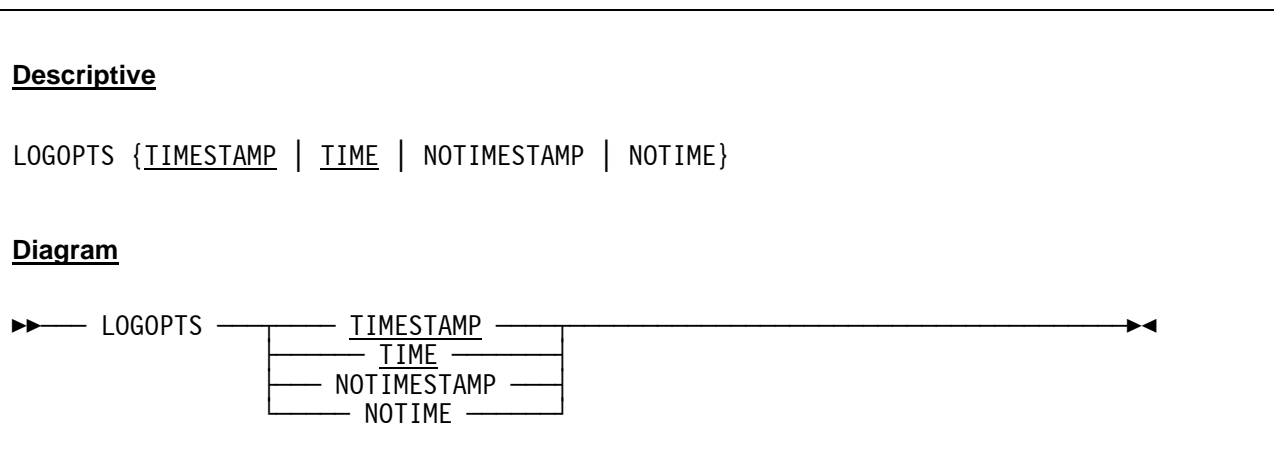 Descriptive
LOGOPTS {TIMESTAMP | TIME | NOTIMESTAMP | NOTIME}
Diagram
LOGOPTS TIMESTAMP
TIME
NOTIMESTAMP
NOTIME